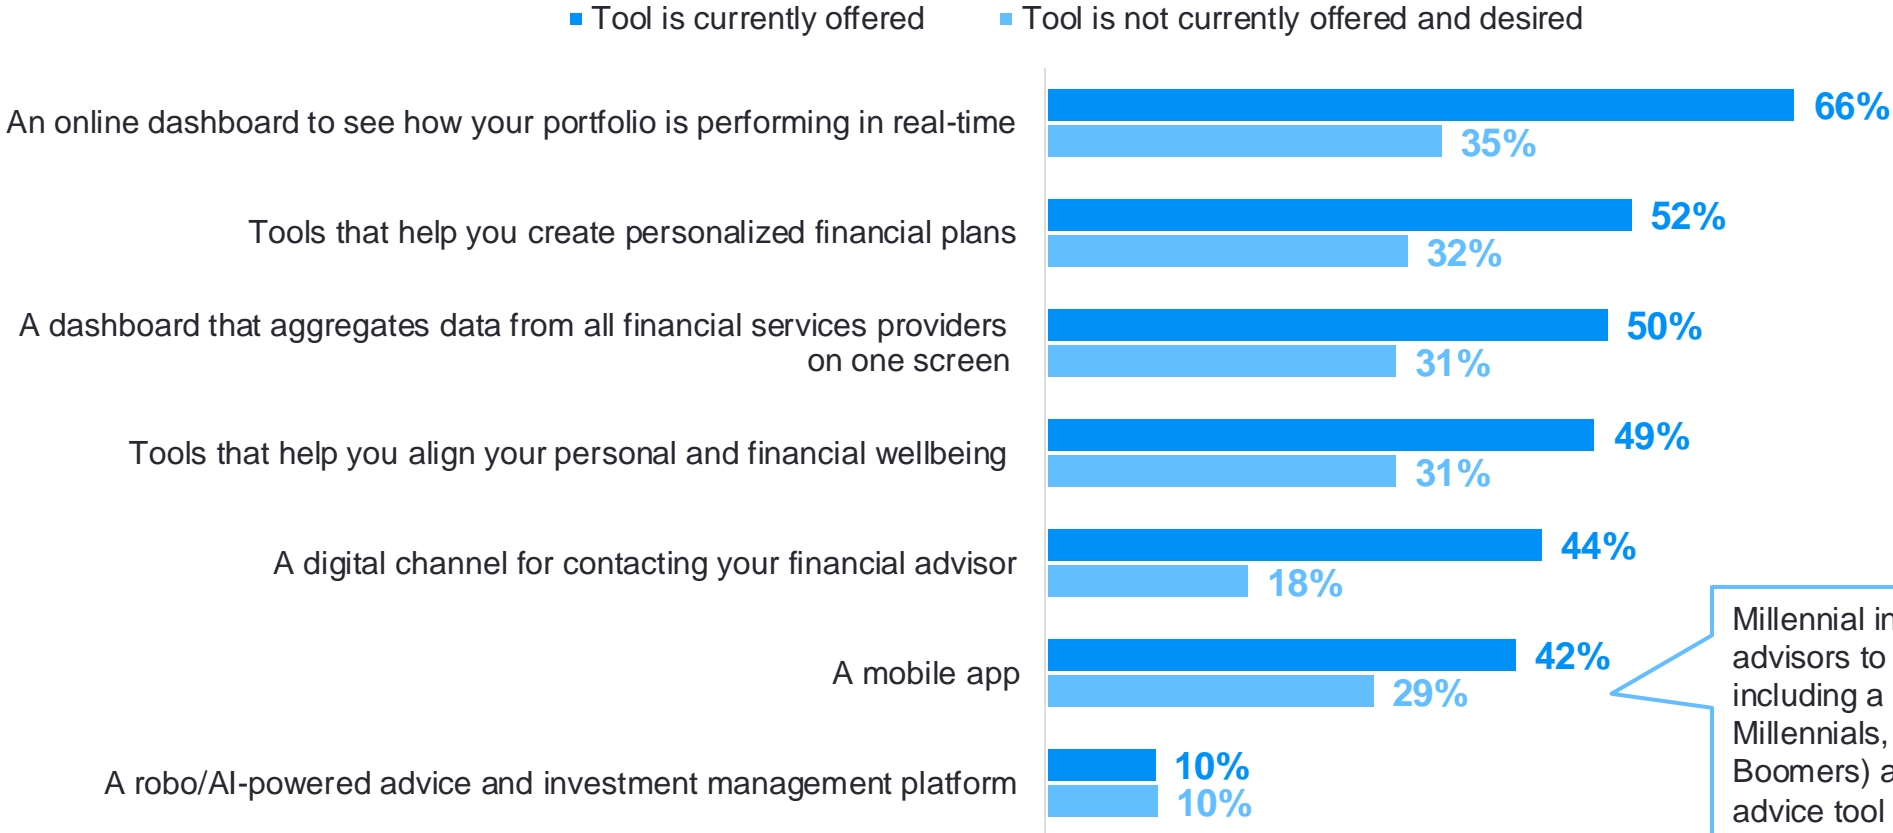 Tool is currently offered
Tool is not currently offered and desired
An online dashboard to see how your portfolio is performing in real-time
66%
35%
Tools that help you create personalized financial plans
52%
32%
A dashboard that aggregates data from all financial services providers
on one screen
50%
31%
Tools that help you align your personal and financial wellbeing
49%
31%
A digital channel for contacting your financial advisor
44%
18%
A mobile app
42%
29%
A robo/AI-powered advice and investment management platform
10%
10%
Millennial in
advisors to
including a
Millennials,
Boomers) a
advice tool